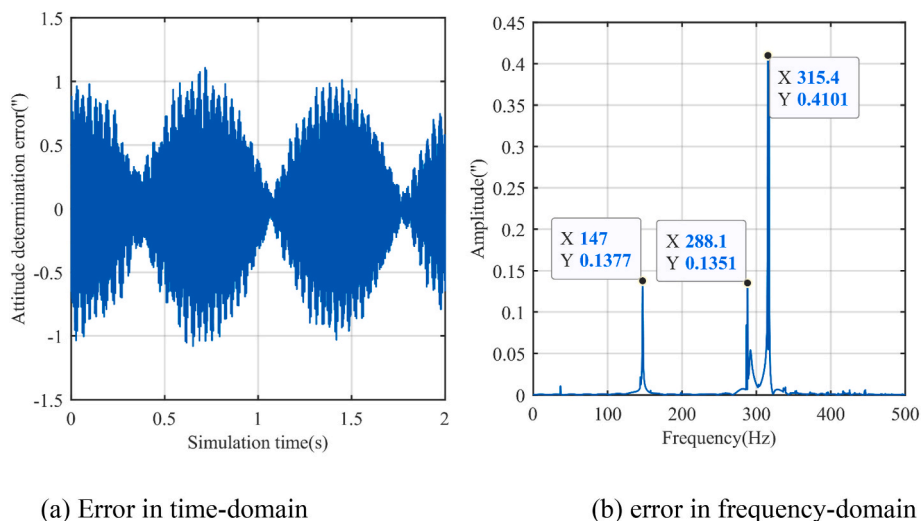 1.5
1
0.5
0
-0.5
-1
-1.5
Attitude determination error(")
0 0.5 1 1.5 2
Simulation time(s)
0.45
0.4
0.35
0.3
0.25
0.2
0.15
0.1
0.05
0
Amplitude(")
X 315.4
Y 0.4101
X 147
Y 0.1377
X 288.1
Y 0.1351
0 100 200 300 400 500
Frequency(Hz)
(a) Error in time-domain
(b) error in frequency-domain